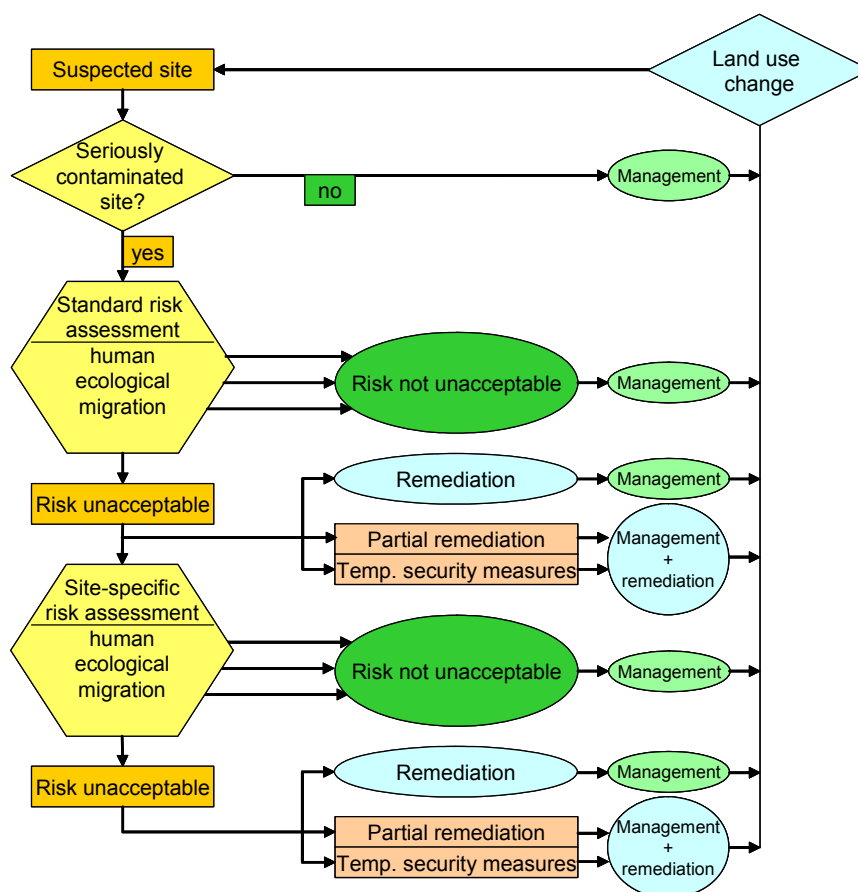 Suspected site
Land use
change
Seriously
contaminated
site?
no
Management
yes
Standard risk
assessment
human
ecological
migration
Risk not unacceptable
Management
Risk unacceptable
Remediation
Management
Partial remediation
Temp. security measures
Management
+
remediation
Site-specific
risk assessment
human
ecological
migration
Risk not unacceptable
Management
Risk unacceptable
Remediation
Management
Partial remediation
Temp. security measures
Management
+
remediation